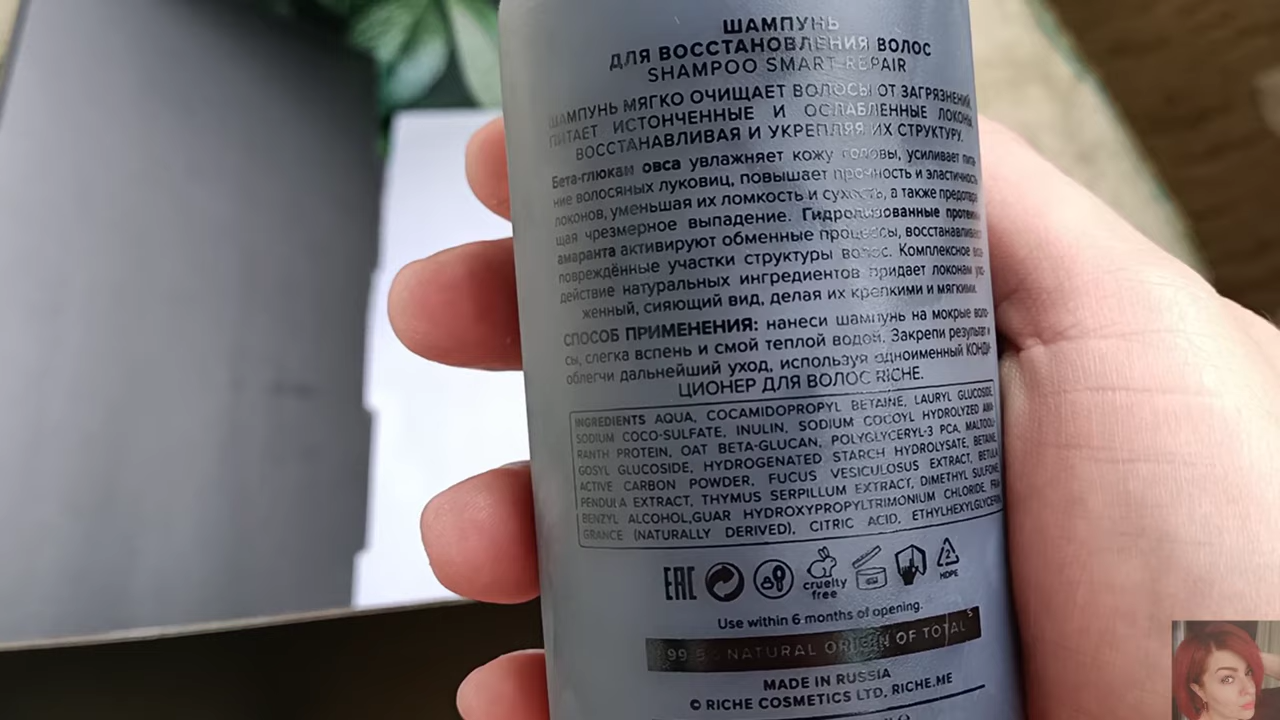 ШАМПУНЬ
ДЛЯ ВОССТАНОВЛЕНИЯ ВОЛОС
SHAMPOO SMART REPAIR
ШАМПУНЬ МЯГКО ОЧИЩАЕТ ВОЛОСЫ ОТ ЗАГРЯЗНЕНИЙ,
ПИТАЕТ ИСТОНЧЕННЫЕ И ОСЛАБЛЕННЫЕ ЛОКОНЫ,
ВОССТАНАВЛИВАЯ И УКРЕПЛЯЯ ИХ СТРУКТУРУ.
Бета-глюкан овса увлажняет кожу головы, усиливает пита-
ние волосяных луковиц, повышает прочность и эластичность
локонов, уменьшая их ломкость и сухость, а также предотвра-
щая чрезмерное выпадение. Гидролизованные протеины
амаранта активируют обменные процессы, восстанавливают
повреждённые участки структуры волос. Комплексное воз-
действие натуральных ингредиентов придает локонам ухо-
женный, сияющий вид, делая их крепкими и мягкими.
СПОСОБ ПРИМЕНЕНИЯ: нанеси шампунь на мокрые воло-
сы, слегка вспень и смой теплой водой. Закрепи результат и
облегчи дальнейший уход, используя одноименный КОНДИ-
ЦИОНЕР ДЛЯ ВОЛОС RICHE.
INGREDIENTS AQUA, COCAMIDOPROPYL BETAINE, LAURYL GLUCOSIDE,
SODIUM COCO-SULFATE, INULIN, SODIUM COCOYL HYDROLYZED AMA
RANTH PROTEIN, OAT BETA-GLUCAN, POLYGLYCERYL-3 PCA, MALTOOLI
GOSYL GLUCOSIDE, HYDROGENATED STARCH HYDROLYSATE, BETAINE,
ACTIVE CARBON POWDER, FUCUS VESICULOSUS EXTRACT, BETULA
PENDULA EXTRACT, THYMUS SERPILLUM EXTRACT, DIMETHYL SULFONE,
BENZYL ALCOHOL,GUAR HYDROXYPROPYLTRIMONIUM CHLORIDE, FRA
GRANCE (NATURALLY DERIVED), CITRIC ACID, ETHYLHEXYLGLYCERIN
EAC
cruelty
free
2
HDPE
Use within 6 months of opening.
NATURAL ORIGIN OF TOTAL
MADE IN RUSSIA
© RICHE COSMETICS LTD, RICHE.ME